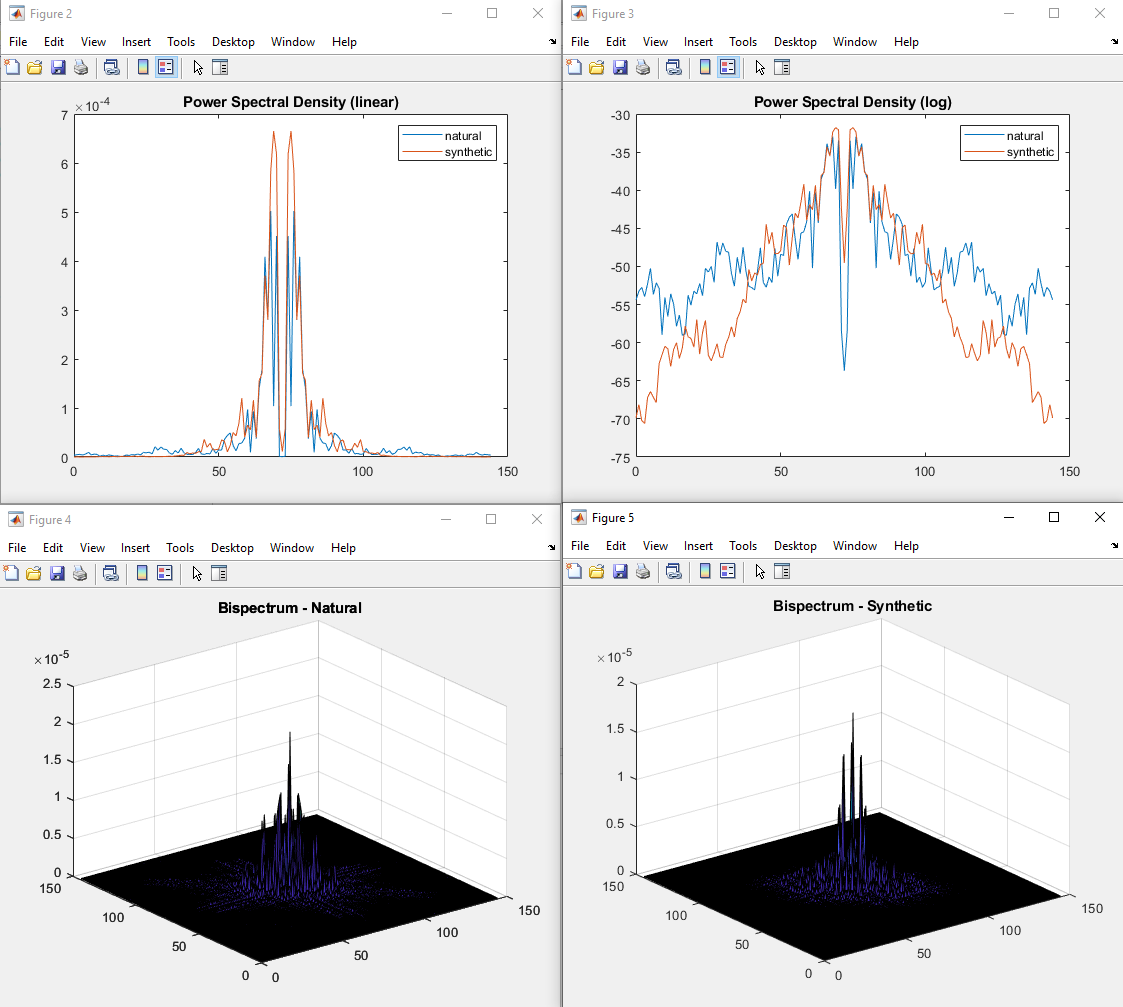 Figure 2
File Edit View Insert Tools Desktop Window Help
Power Spectral Density (linear)
×10-4
7
6
5
4
3
2
1
0
0 50 100 150
natural
synthetic
Figure 3
File Edit View Insert Tools Desktop Window Help
Power Spectral Density (log)
-30
-35
-40
-45
-50
-55
-60
-65
-70
-75
0 50 100 150
natural
synthetic
Figure 4
File Edit View Insert Tools Desktop Window Help
Bispectrum - Natural
×10-5
2.5
2
1.5
1
0.5
0
150
100
50
0
0
50
100
150
Figure 5
File Edit View Insert Tools Desktop Window Help
Bispectrum - Synthetic
×10-5
2
1.5
1
0.5
0
150
100
50
0
0
50
100
150